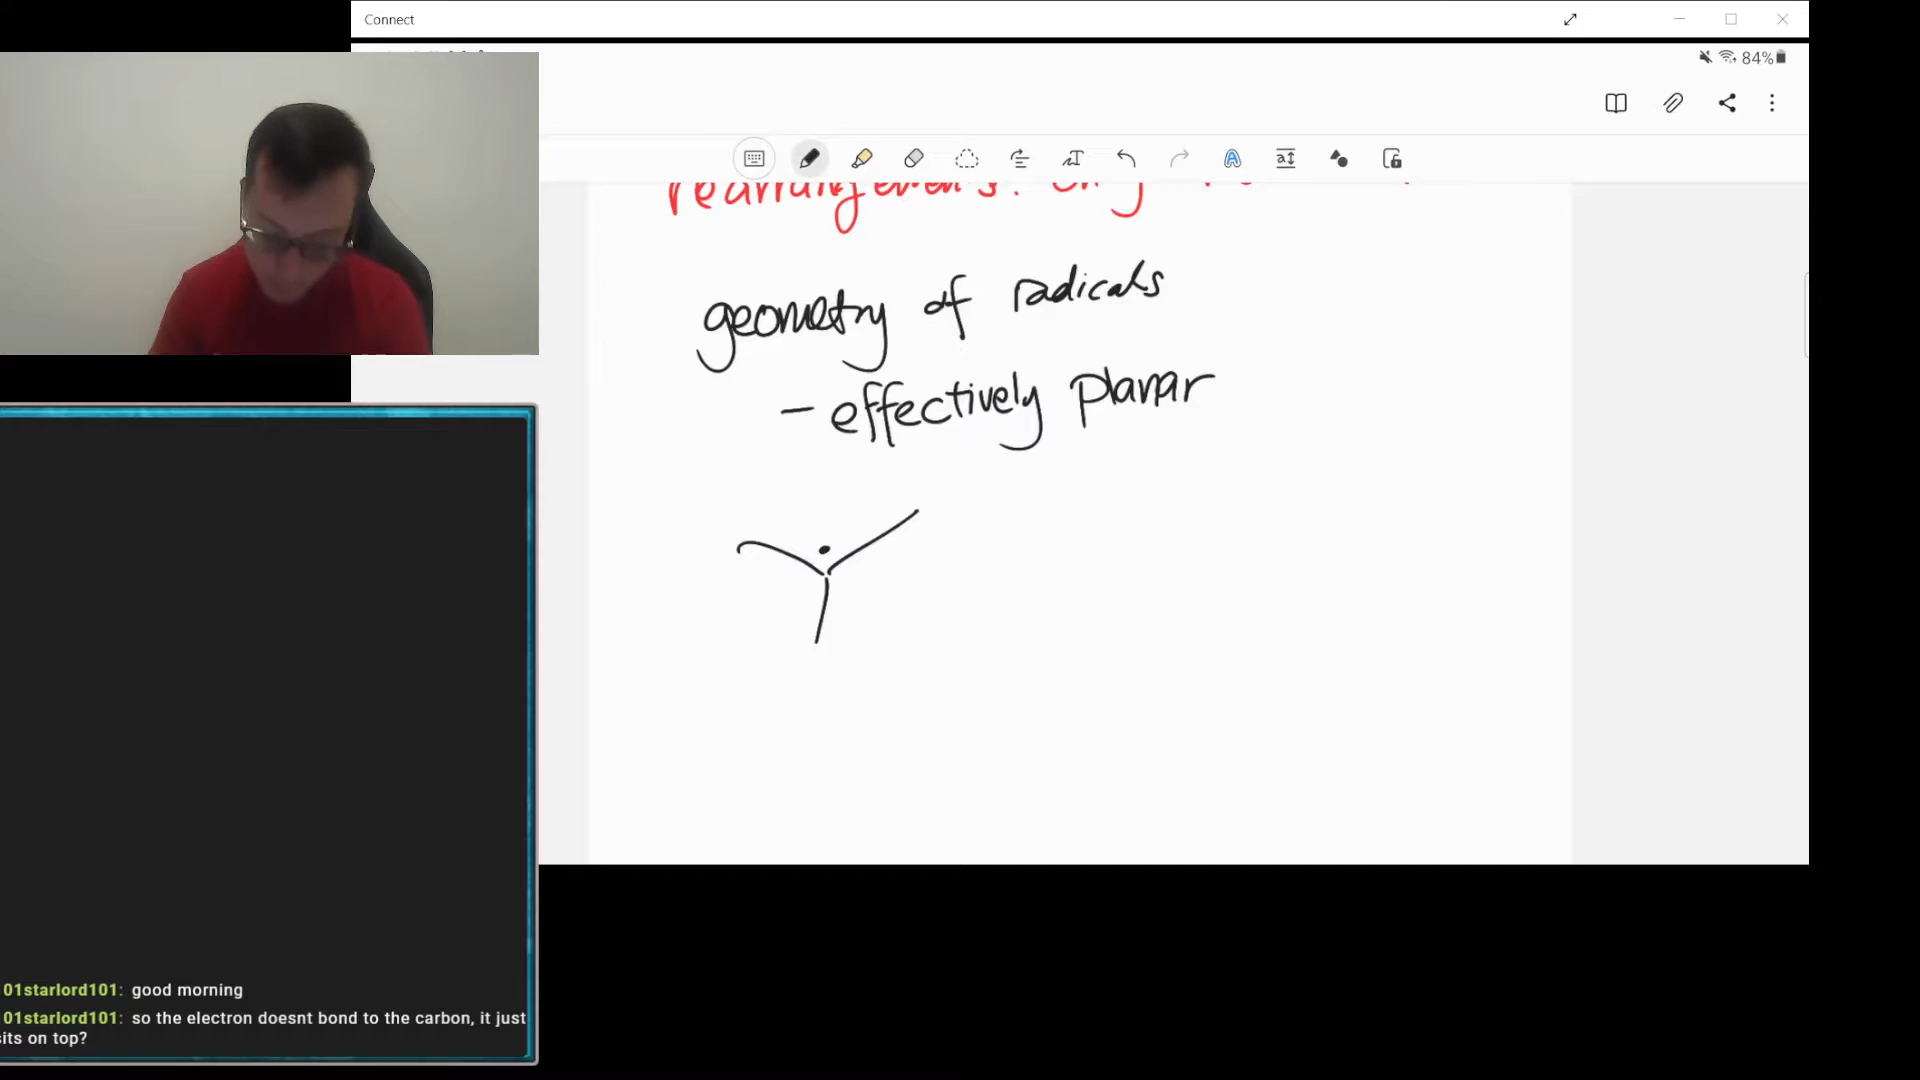 Connect
84%
rearrangements.
geometry of radicals
- effectively planar
01starlord101: good morning
01starlord101: so the electron doesnt bond to the carbon, it just
sits on top?